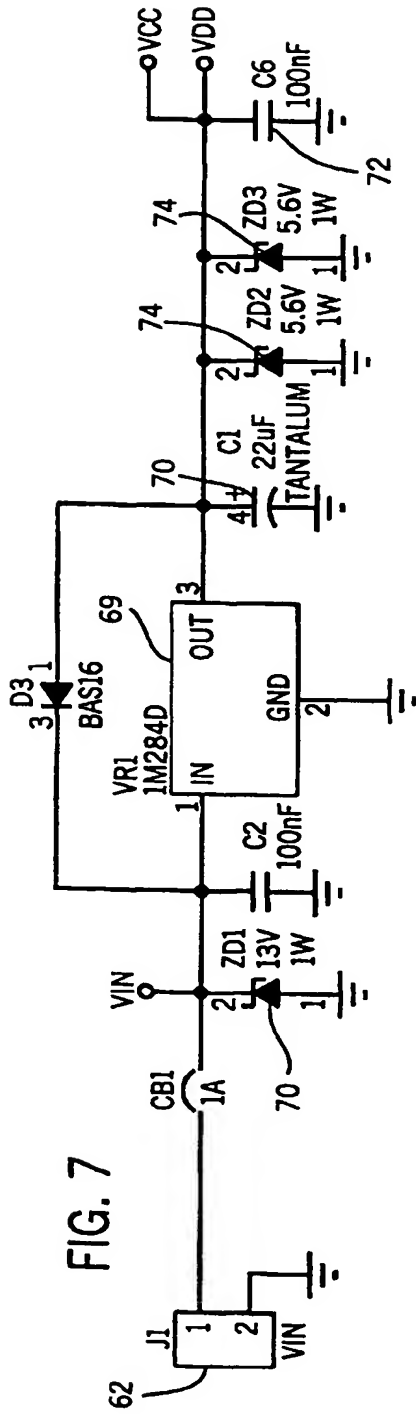 FIG. 7
62
J1
1
2
VIN
CB1
1A
VIN
2
ZD1
13V
1W
1
70
C2
100nF
D3
3
1
BAS16
69
VR1
1M284D
1
IN
OUT
3
GND
2
70
4
+
C1
22uF
TANTALUM
74
2
ZD2
5.6V
1W
1
74
2
ZD3
5.6V
1W
1
VCC
VDD
C6
100nF
72